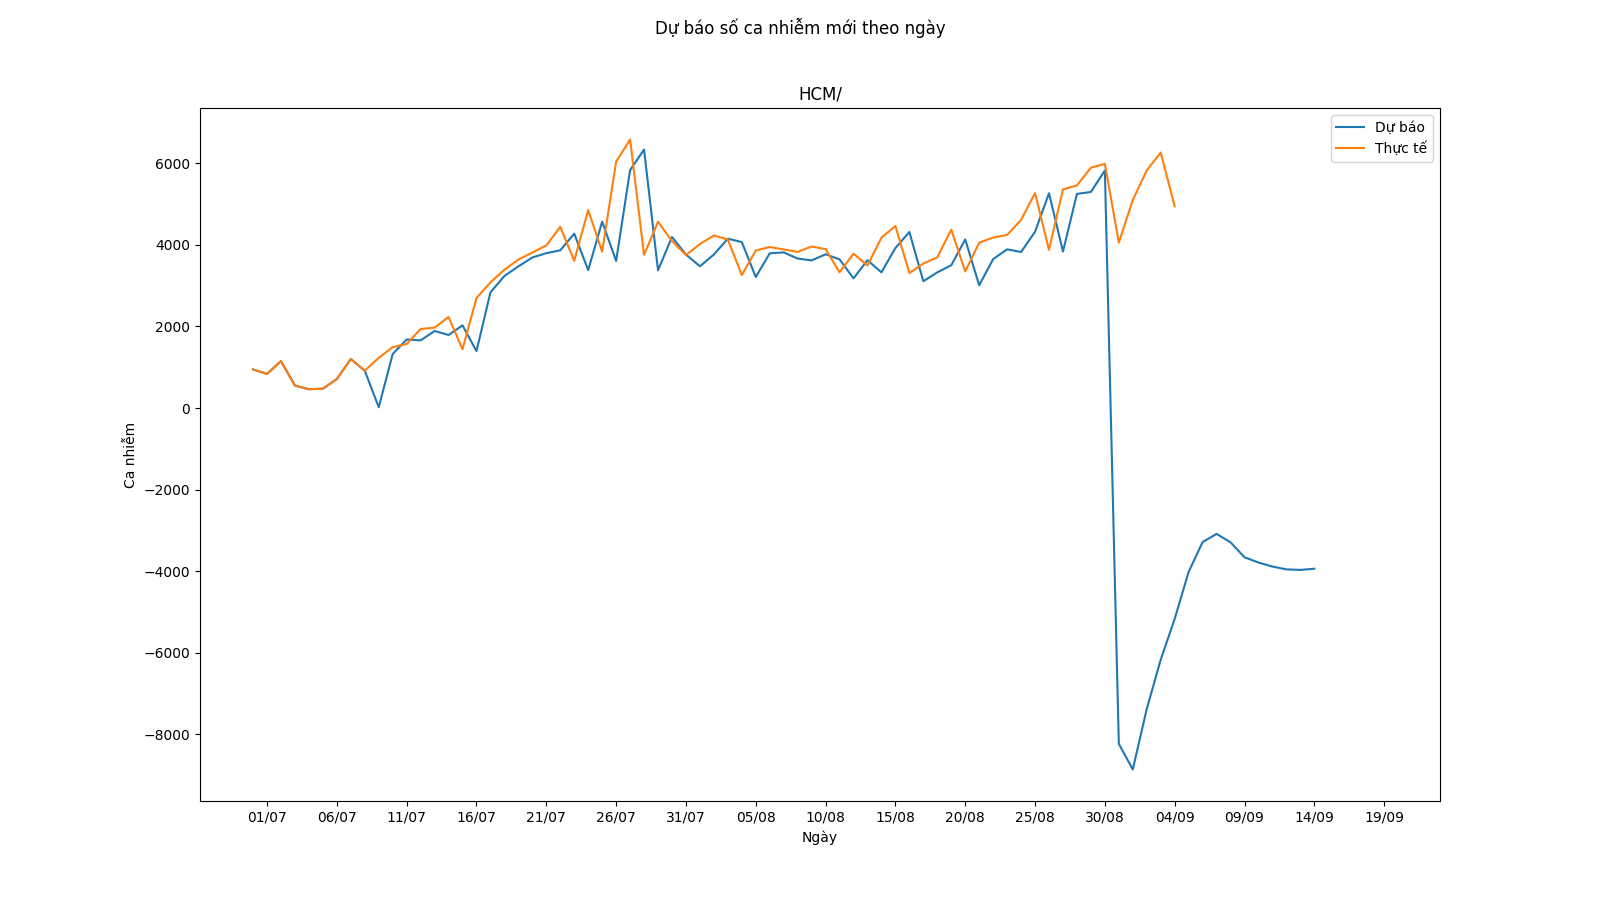 Dự báo số ca nhiễm mới theo ngày
HCM/
Dự báo
Thực tế
6000
4000
2000
0
−2000
−4000
−6000
−8000
Ca nhiễm
01/07 06/07 11/07 16/07 21/07 26/07 31/07 05/08 10/08 15/08 20/08 25/08 30/08 04/09 09/09 14/09 19/09
Ngày